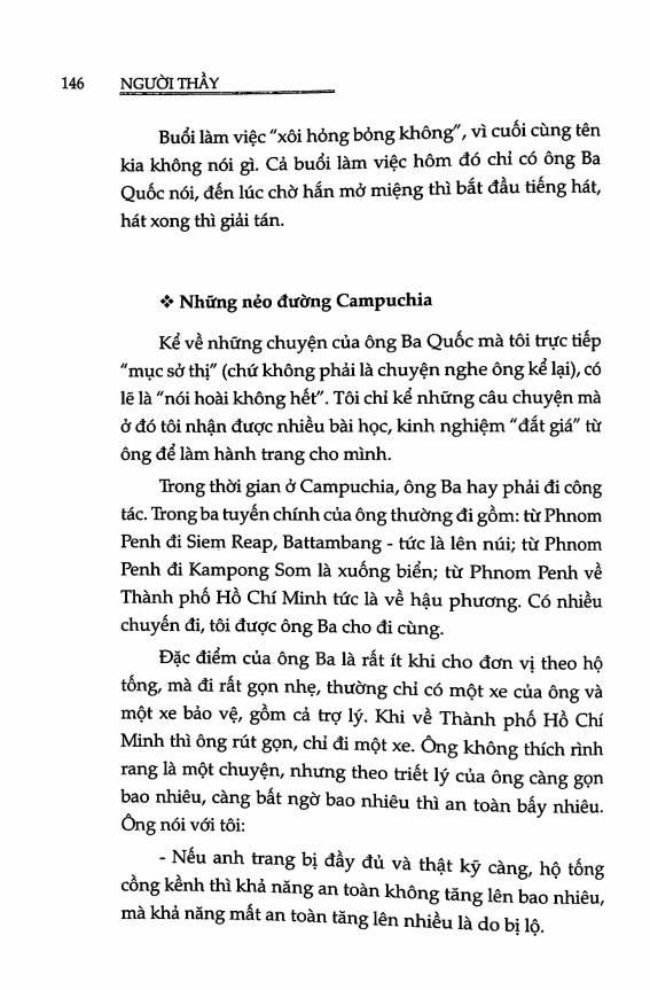 146 NGƯỜI THẦY
Buổi làm việc "xôi hỏng bỏng không", vì cuối cùng tên
kia không nói gì. Cả buổi làm việc hôm đó chỉ có ông Ba
Quốc nói, đến lúc chờ hắn mở miệng thì bắt đầu tiếng hát,
hát xong thì giải tán.
❖ Những nẻo đường Campuchia
Kể về những chuyện của ông Ba Quốc mà tôi trực tiếp
"mục sở thị" (chứ không phải là chuyện nghe ông kể lại), có
lẽ là "nói hoài không hết". Tôi chỉ kể những câu chuyện mà
ở đó tôi nhận được nhiều bài học, kinh nghiệm "đắt giá" từ
ông để làm hành trang cho mình.
Trong thời gian ở Campuchia, ông Ba hay phải đi công
tác. Trong ba tuyến chính của ông thường đi gồm: từ Phnom
Penh đi Siem Reap, Battambang - tức là lên núi; từ Phnom
Penh đi Kampong Som là xuống biển; từ Phnom Penh về
Thành phố Hồ Chí Minh tức là về hậu phương. Có nhiều
chuyến đi, tôi được ông Ba cho đi cùng.
Đặc điểm của ông Ba là rất ít khi cho đơn vị theo hộ
tống, mà đi rất gọn nhẹ, thường chỉ có một xe của ông và
một xe bảo vệ, gồm cả trợ lý. Khi về Thành phố Hồ Chí
Minh thì ông rút gọn, chỉ đi một xe. Ông không thích rình
rang là một chuyện, nhưng theo triết lý của ông càng gọn
bao nhiêu, càng bất ngờ bao nhiêu thì an toàn bấy nhiêu.
Ông nói với tôi:
- Nếu anh trang bị đầy đủ và thật kỹ càng, hộ tống
cồng kềnh thì khả năng an toàn không tăng lên bao nhiêu,
mà khả năng mất an toàn tăng lên nhiều là do bị lộ.